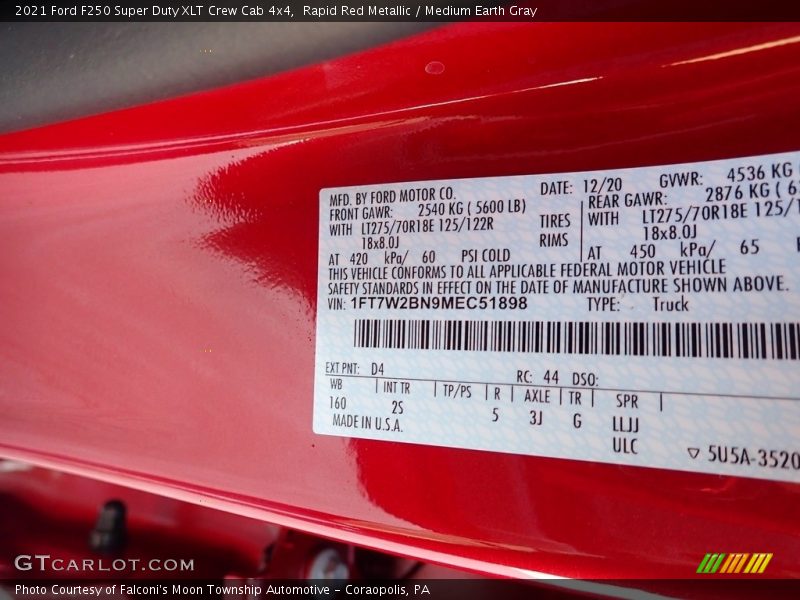 2021 Ford F250 Super Duty XLT Crew Cab 4x4, Rapid Red Metallic / Medium Earth Gray
MFD. BY FORD MOTOR CO. DATE: 12/20 GVWR: 4536 KG
FRONT GAWR: 2540 KG ( 5600 LB) REAR GAWR: 2876 KG (
WITH LT275/70R18E 125/122R TIRES WITH LT275/70R18E 125/
18x8.0J RIMS 18x8.0J
AT 420 kPa/ 60 PSI COLD AT 450 kPa/ 65
THIS VEHICLE CONFORMS TO ALL APPLICABLE FEDERAL MOTOR VEHICLE
SAFETY STANDARDS IN EFFECT ON THE DATE OF MANUFACTURE SHOWN ABOVE.
VIN: 1FT7W2BN9MEC51898 TYPE: Truck
EXT PNT: D4 RC: 44 DSO:
WB INT TR TP/PS R AXLE TR SPR
160 2S 5 3J G LLJJ
MADE IN U.S.A. ULC
5U5A-3520
GTCARLOT.COM
Photo Courtesy of Falconi's Moon Township Automotive - Coraopolis, PA